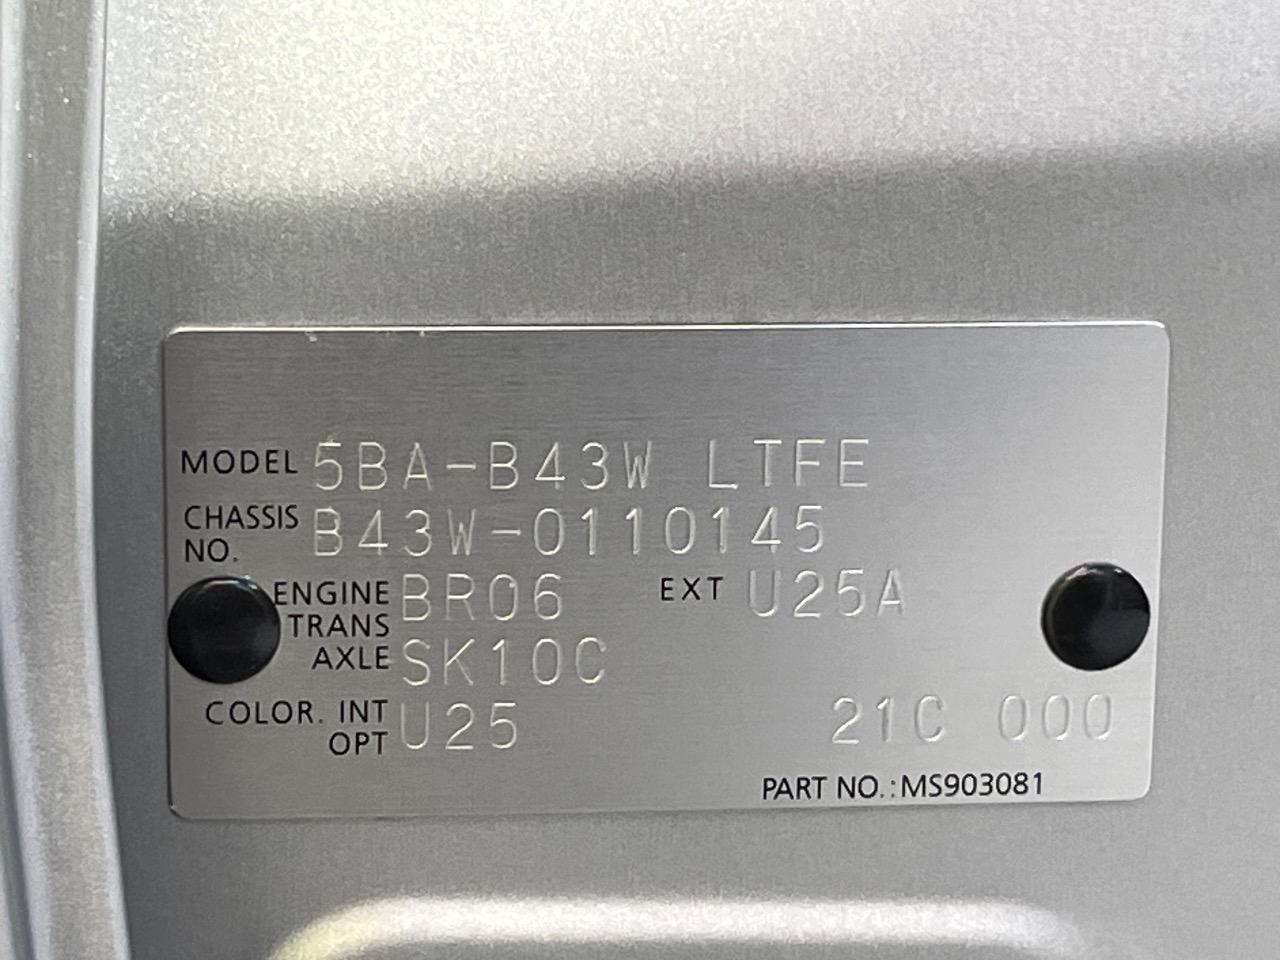 MODEL 5BA-B43W LTFE
CHASSIS NO. B43W-0110145
ENGINE BR06 EXT U25A
TRANS AXLE SK10C
COLOR. INT OPT U25 21C 000
PART NO.:MS903081